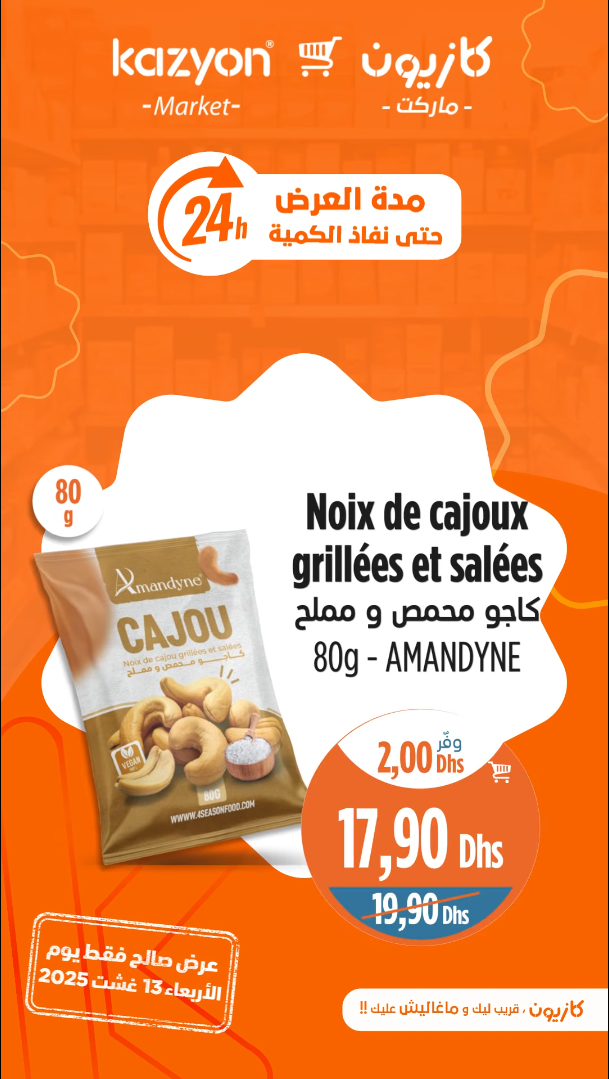 kazyon®
-Market-
كازيون
- ماركت -
24h
مدة العرض
حتى نفاذ الكمية
80
g
Amandyne
CAJOU
Noix de cajou grillées et salées
كاجو محمص و مملح
VEGAN
80G
WWWW.4SEASONFOOD.COM
Noix de cajoux
grillées et salées
كاجو محمص و مملح
80g - AMANDYNE
وفّر
2,00 Dhs
17,90 Dhs
19,90 Dhs
عرض صالح فقط يوم
الأربعاء 13 غشت 2025
كازيون ، قريب ليك و ماغاليش عليك !!